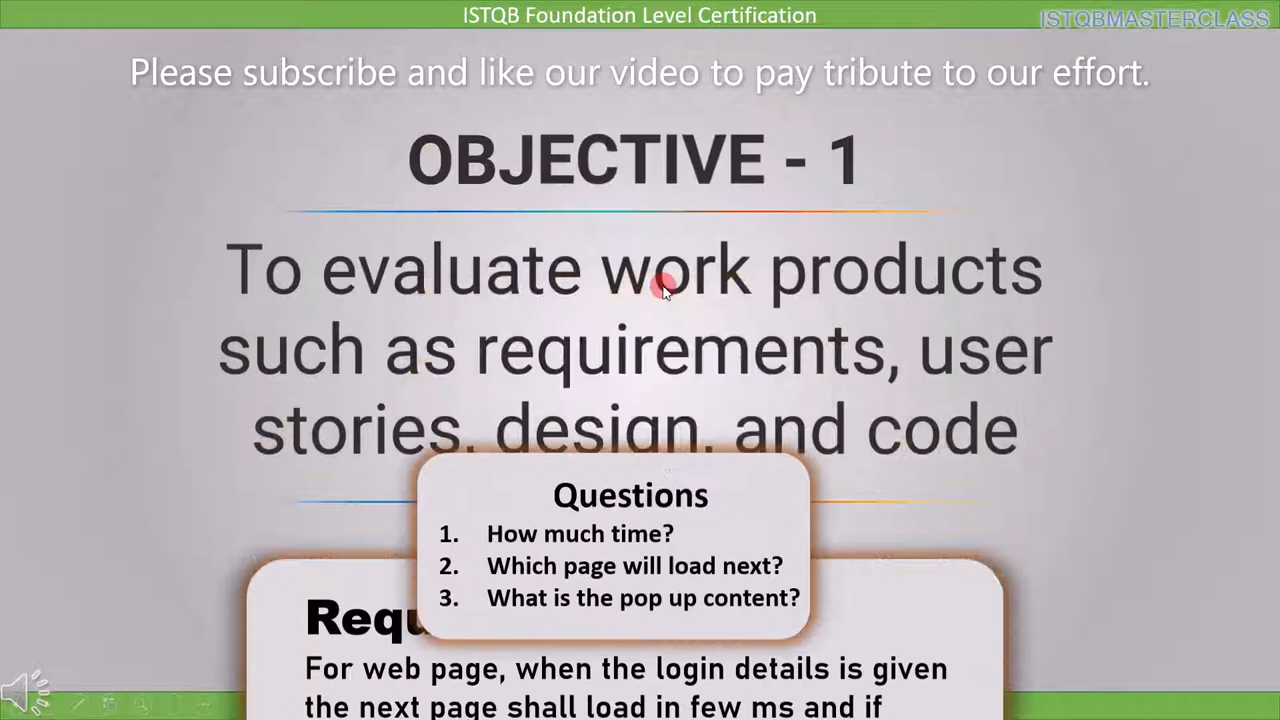 ISTQB Foundation Level Certification
ISTQBMASTERCLASS
Please subscribe and like our video to pay tribute to our effort.
OBJECTIVE - 1
To evaluate work products
such as requirements, user
stories, design, and code
Questions
1. How much time?
2. Which page will load next?
3. What is the pop up content?
For web page, when the login details is given
the next page shall load in few ms and if